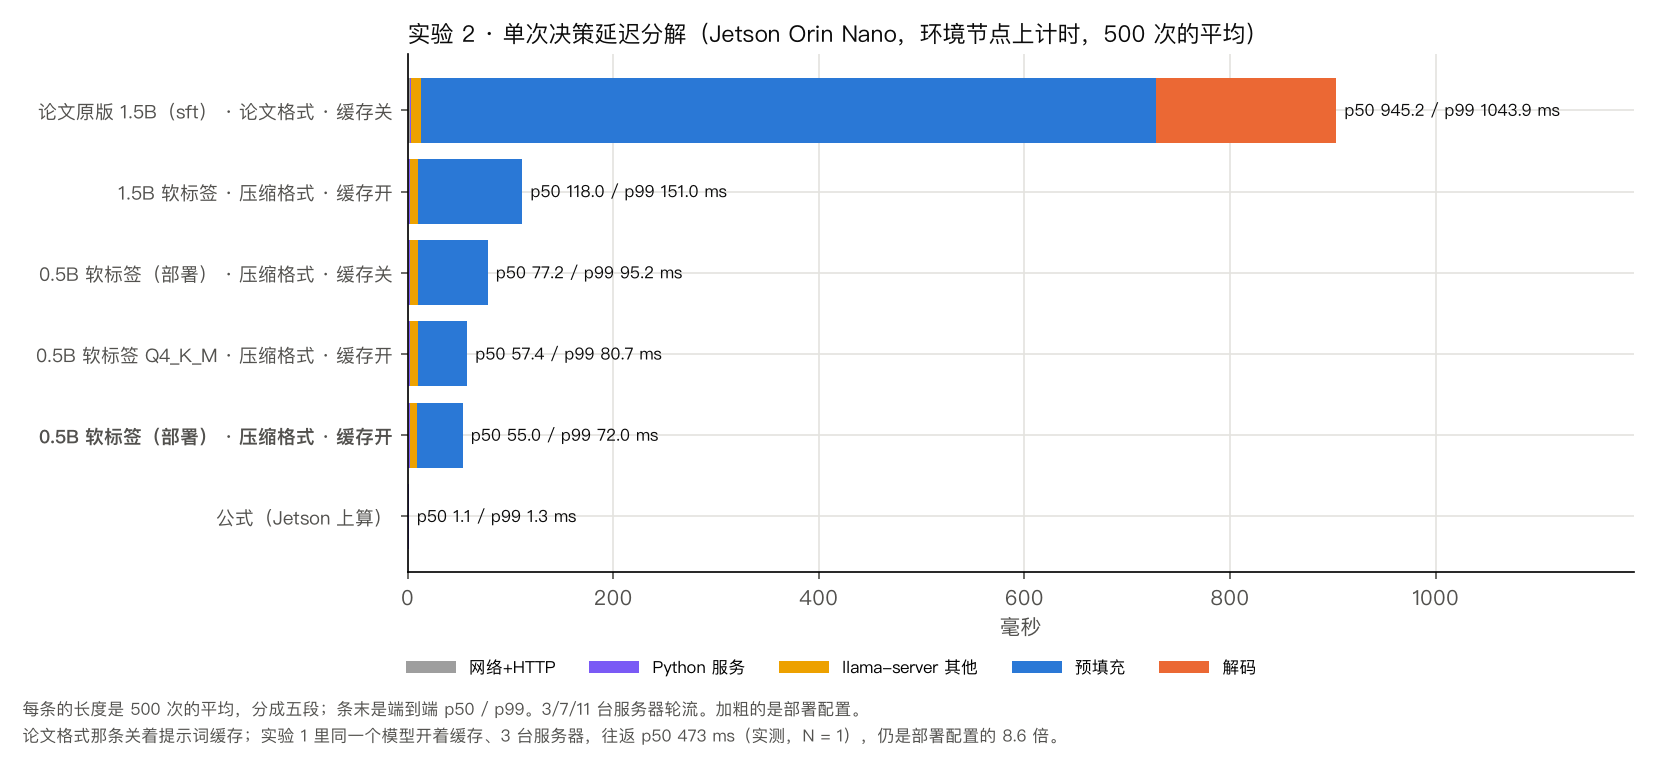 实验 2 · 单次决策延迟分解（Jetson Orin Nano，环境节点上计时，500 次的平均）
论文原版 1.5B（sft） · 论文格式 · 缓存关
p50 945.2 / p99 1043.9 ms
1.5B 软标签 · 压缩格式 · 缓存开
p50 118.0 / p99 151.0 ms
0.5B 软标签（部署） · 压缩格式 · 缓存关
p50 77.2 / p99 95.2 ms
0.5B 软标签 Q4_K_M · 压缩格式 · 缓存开
p50 57.4 / p99 80.7 ms
0.5B 软标签（部署） · 压缩格式 · 缓存开
p50 55.0 / p99 72.0 ms
公式（Jetson 上算）
p50 1.1 / p99 1.3 ms
0 200 400 600 800 1000
毫秒
网络+HTTP Python 服务 llama-server 其他 预填充 解码
每条的长度是 500 次的平均，分成五段；条末是端到端 p50 / p99。3/7/11 台服务器轮流。加粗的是部署配置。
论文格式那条关着提示词缓存；实验 1 里同一个模型开着缓存、3 台服务器，往返 p50 473 ms（实测，N = 1），仍是部署配置的 8.6 倍。